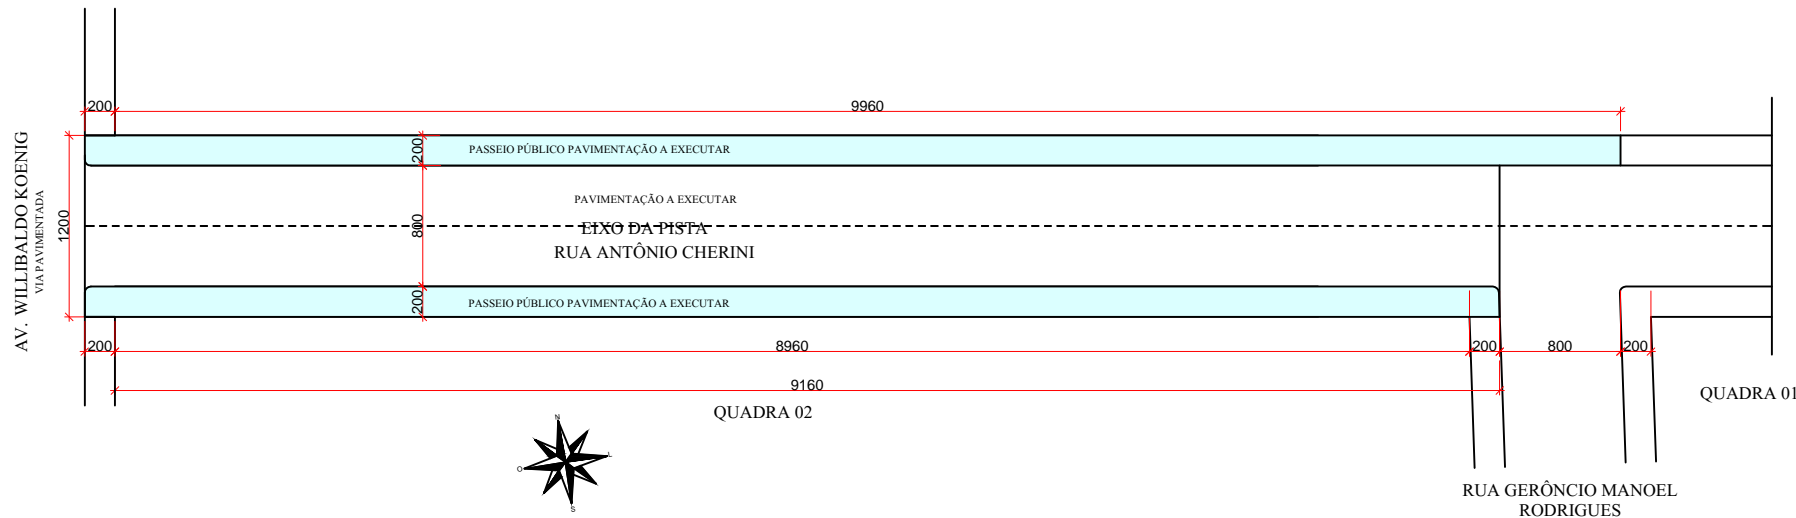 200
9960
AV. WILLIBALDO KOENIG
VIA PAVIMENTADA
1200
200
PASSEIO PÚBLICO PAVIMENTAÇÃO A EXECUTAR
PAVIMENTAÇÃO A EXECUTAR
800
EIXO DA PISTA
RUA ANTÔNIO CHERINI
200
PASSEIO PÚBLICO PAVIMENTAÇÃO A EXECUTAR
200
8960
200
800
200
9160
QUADRA 02
QUADRA 01
N
O
L
S
RUA GERÔNCIO MANOEL
RODRIGUES